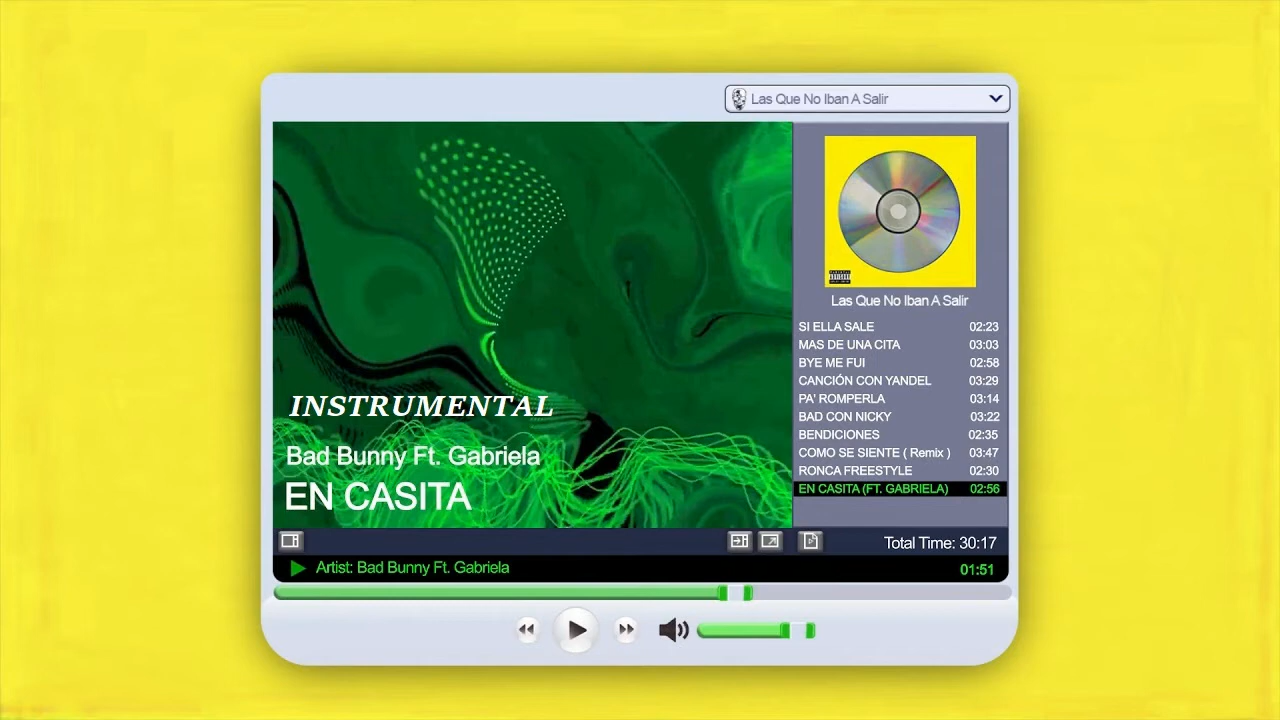 Las Que No Iban A Salir
INSTRUMENTAL
Bad Bunny Ft. Gabriela
EN CASITA
Las Que No Iban A Salir
SI ELLA SALE 02:23
MAS DE UNA CITA 03:03
BYE ME FUI 02:58
CANCIÓN CON YANDEL 03:29
PA' ROMPERLA 03:14
BAD CON NICKY 03:22
BENDICIONES 02:35
COMO SE SIENTE ( Remix ) 03:47
RONCA FREESTYLE 02:30
EN CASITA (FT. GABRIELA) 02:56
Total Time: 30:17
Artist: Bad Bunny Ft. Gabriela 01:51